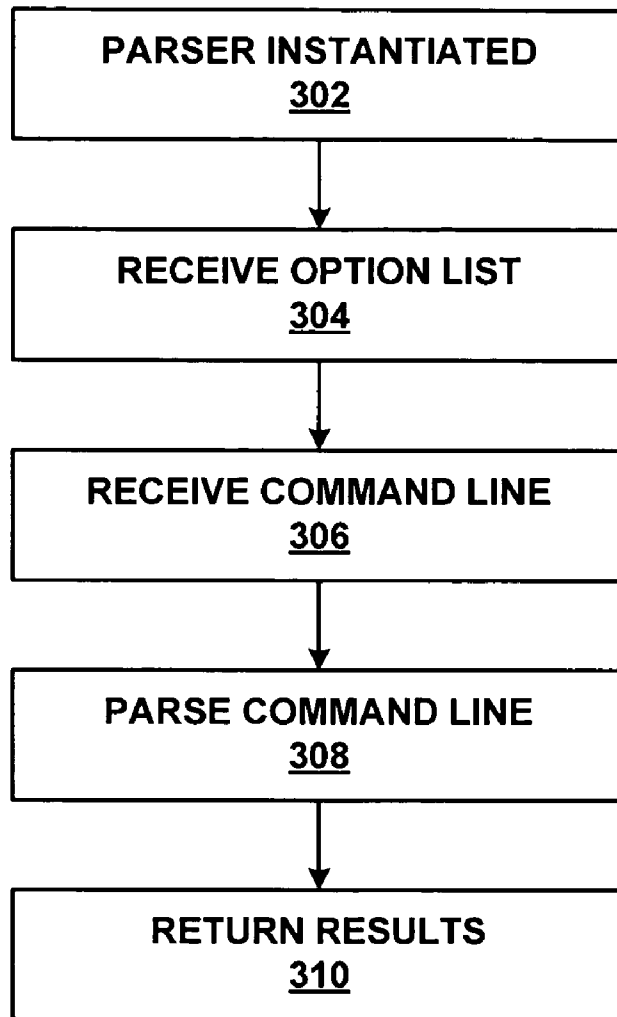 PARSER INSTANTIATED
302
RECEIVE OPTION LIST
304
RECEIVE COMMAND LINE
306
PARSE COMMAND LINE
308
RETURN RESULTS
310